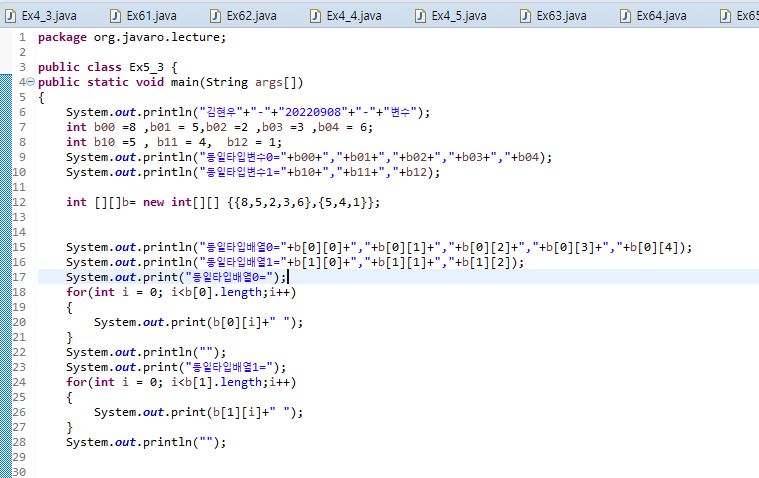 Ex4_3.java Ex61.java Ex62.java Ex4_4.java Ex4_5.java Ex63.java Ex64.java Ex65
1 package org.javaro.lecture;
2
3 public class Ex5_3 {
4 public static void main(String args[])
5 {
6 System.out.println("김현우"+"-"+"20220908"+"-"+"변수");
7 int b00 =8 ,b01 = 5,b02 =2 ,b03 =3 ,b04 = 6;
8 int b10 =5 , b11 = 4,  b12 = 1;
9 System.out.println("동일타입변수0="+b00+","+b01+","+b02+","+b03+","+b04);
10 System.out.println("동일타입변수1="+b10+","+b11+","+b12);
11
12 int [][]b= new int[][] {{8,5,2,3,6},{5,4,1}};
13
14
15 System.out.println("동일타입배열0="+b[0][0]+","+b[0][1]+","+b[0][2]+","+b[0][3]+","+b[0][4]);
16 System.out.println("동일타입배열1="+b[1][0]+","+b[1][1]+","+b[1][2]);
17 System.out.print("동일타입배열0=");
18 for(int i = 0; i<b[0].length;i++)
19 {
20 System.out.print(b[0][i]+" ");
21 }
22 System.out.println("");
23 System.out.print("동일타입배열1=");
24 for(int i = 0; i<b[1].length;i++)
25 {
26 System.out.print(b[1][i]+" ");
27 }
28 System.out.println("");
29
30